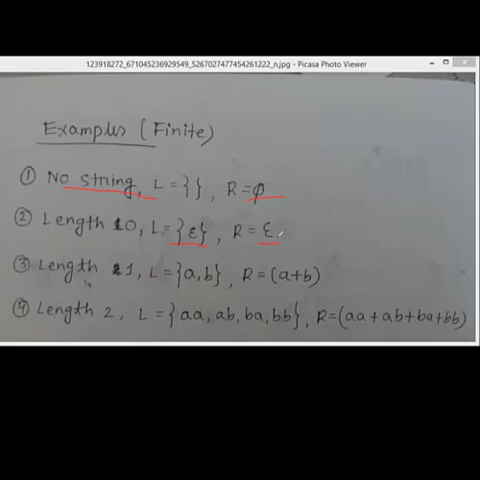 123918272_671045236929549_5267027477454261222_n.jpg - Picasa Photo Viewer
Examples (Finite)
① No string, L = { }, R = φ
② Length 0, L = {ε}, R = ε
③ Length 1, L = {a, b}, R = (a+b)
④ Length 2, L = {aa, ab, ba, bb}, R = (aa + ab + ba + bb)